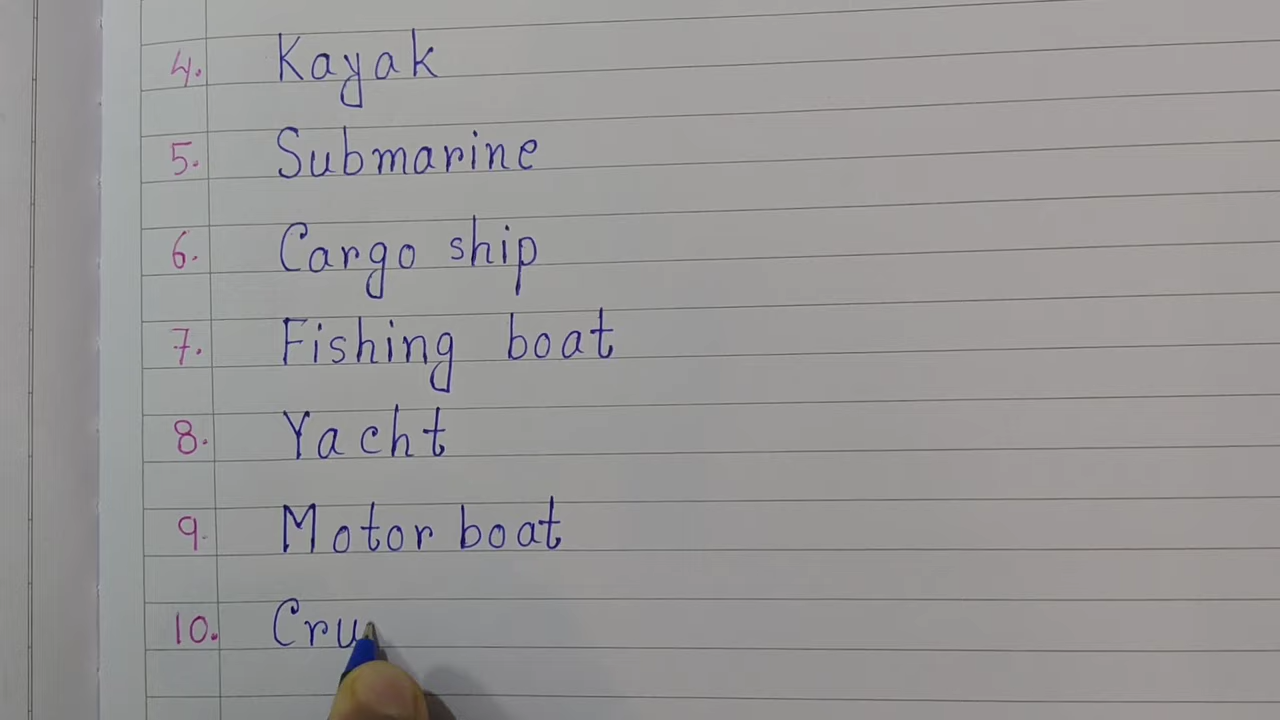 4. Kayak
5. Submarine
6. Cargo ship
7. Fishing boat
8. Yacht
9. Motor boat
10. Cru